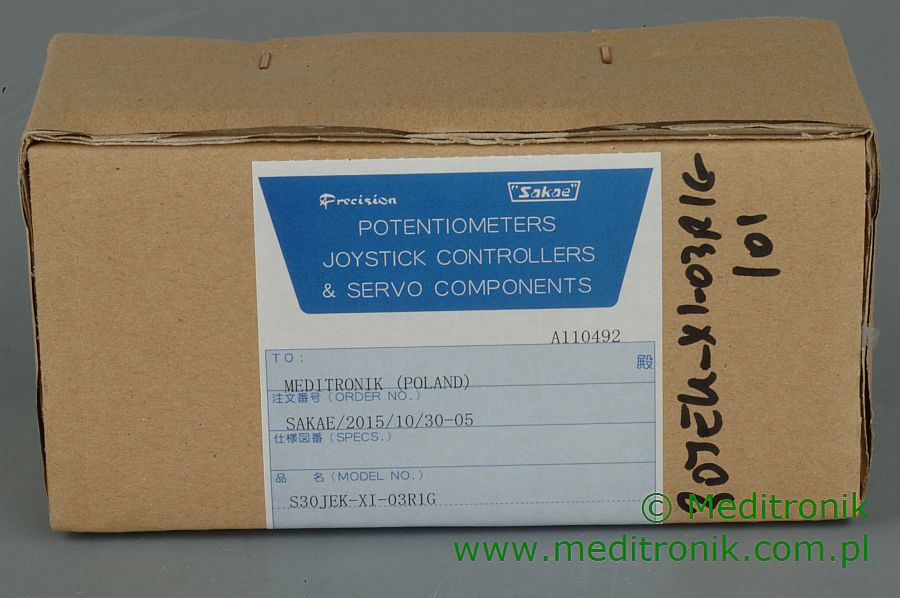 Precision "Sakae"
POTENTIOMETERS
JOYSTICK CONTROLLERS
& SERVO COMPONENTS
A110492
TO: 殿
MEDITRONIK (POLAND)
注文番号 (ORDER NO.)
SAKAE/2015/10/30-05
仕様図番 (SPECS.)
品 名 (MODEL NO.)
S30JEK-XI-03R1G
30JEK-XI-03R1G
101
© Meditronik
www.meditronik.com.pl